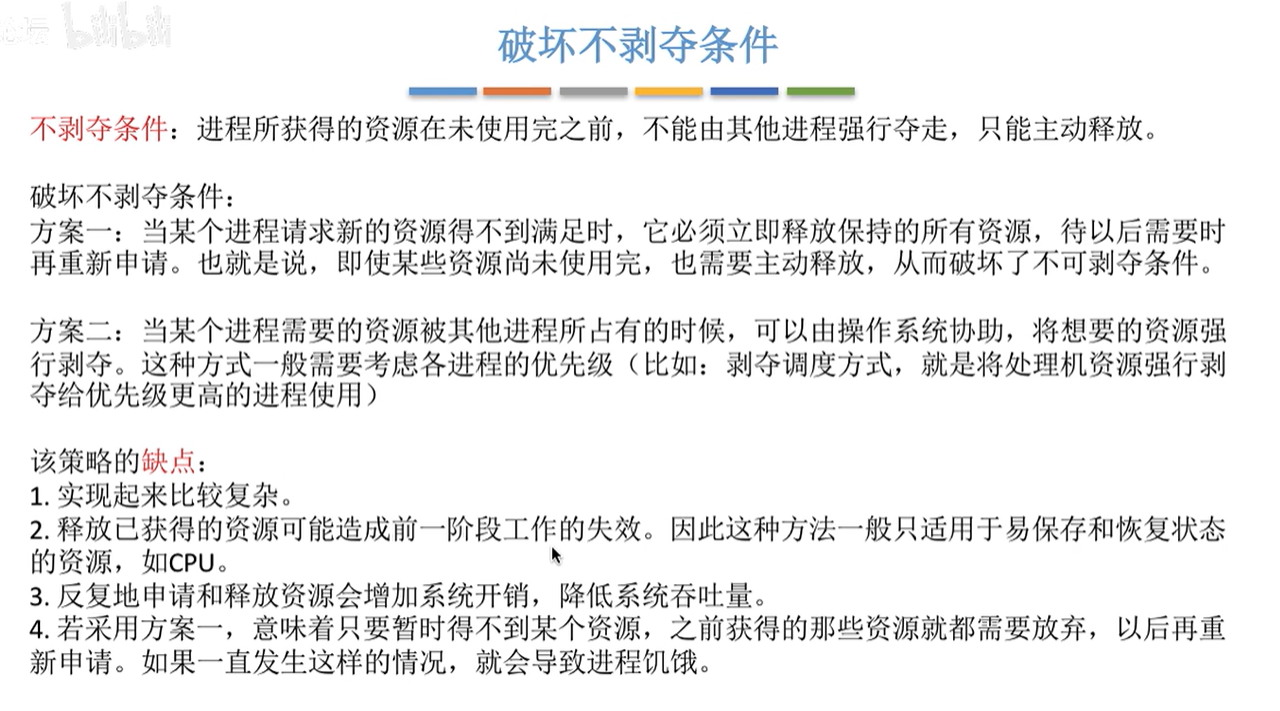 论坛 bilibili
破坏不剥夺条件
不剥夺条件：进程所获得的资源在未使用完之前，不能由其他进程强行夺走，只能主动释放。
破坏不剥夺条件：
方案一：当某个进程请求新的资源得不到满足时，它必须立即释放保持的所有资源，待以后需要时
再重新申请。也就是说，即使某些资源尚未使用完，也需要主动释放，从而破坏了不可剥夺条件。
方案二：当某个进程需要的资源被其他进程所占有的时候，可以由操作系统协助，将想要的资源强
行剥夺。这种方式一般需要考虑各进程的优先级（比如：剥夺调度方式，就是将处理机资源强行剥
夺给优先级更高的进程使用）
该策略的缺点：
1. 实现起来比较复杂。
2. 释放已获得的资源可能造成前一阶段工作的失效。因此这种方法一般只适用于易保存和恢复状态
的资源，如CPU。
3. 反复地申请和释放资源会增加系统开销，降低系统吞吐量。
4. 若采用方案一，意味着只要暂时得不到某个资源，之前获得的那些资源就都需要放弃，以后再重
新申请。如果一直发生这样的情况，就会导致进程饥饿。